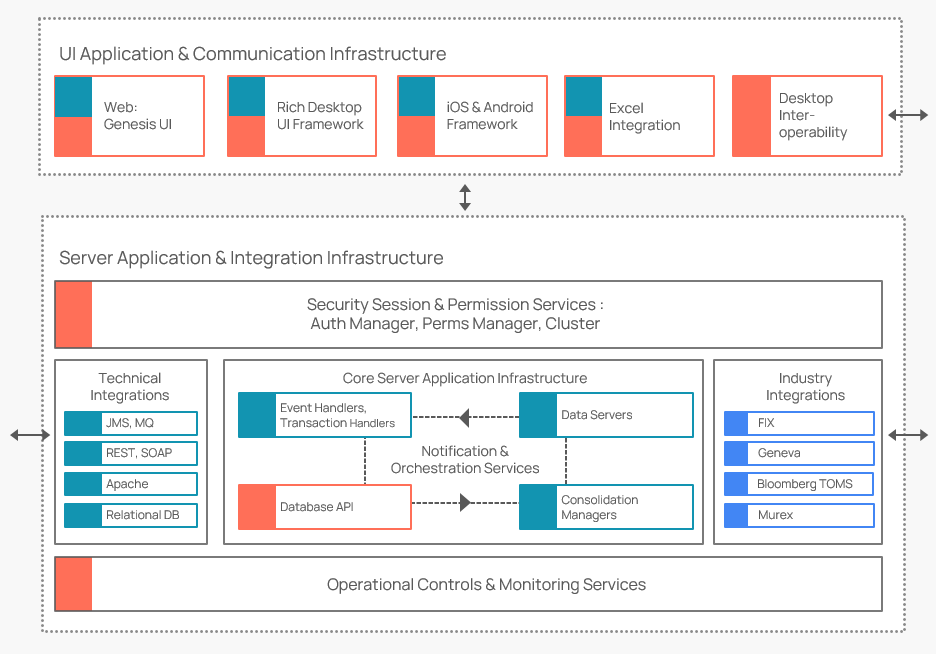 UI Application & Communication Infrastructure
Web:
Genesis UI
Rich Desktop
UI Framework
iOS & Android
Framework
Excel
Integration
Desktop
Inter-
operability
Server Application & Integration Infrastructure
Security Session & Permission Services :
Auth Manager, Perms Manager, Cluster
Technical
Integrations
JMS, MQ
REST, SOAP
Apache
Relational DB
Core Server Application Infrastructure
Event Handlers,
Transaction Handlers
Data Servers
Notification &
Orchestration Services
Database API
Consolidation
Managers
Industry
Integrations
FIX
Geneva
Bloomberg TOMS
Murex
Operational Controls & Monitoring Services